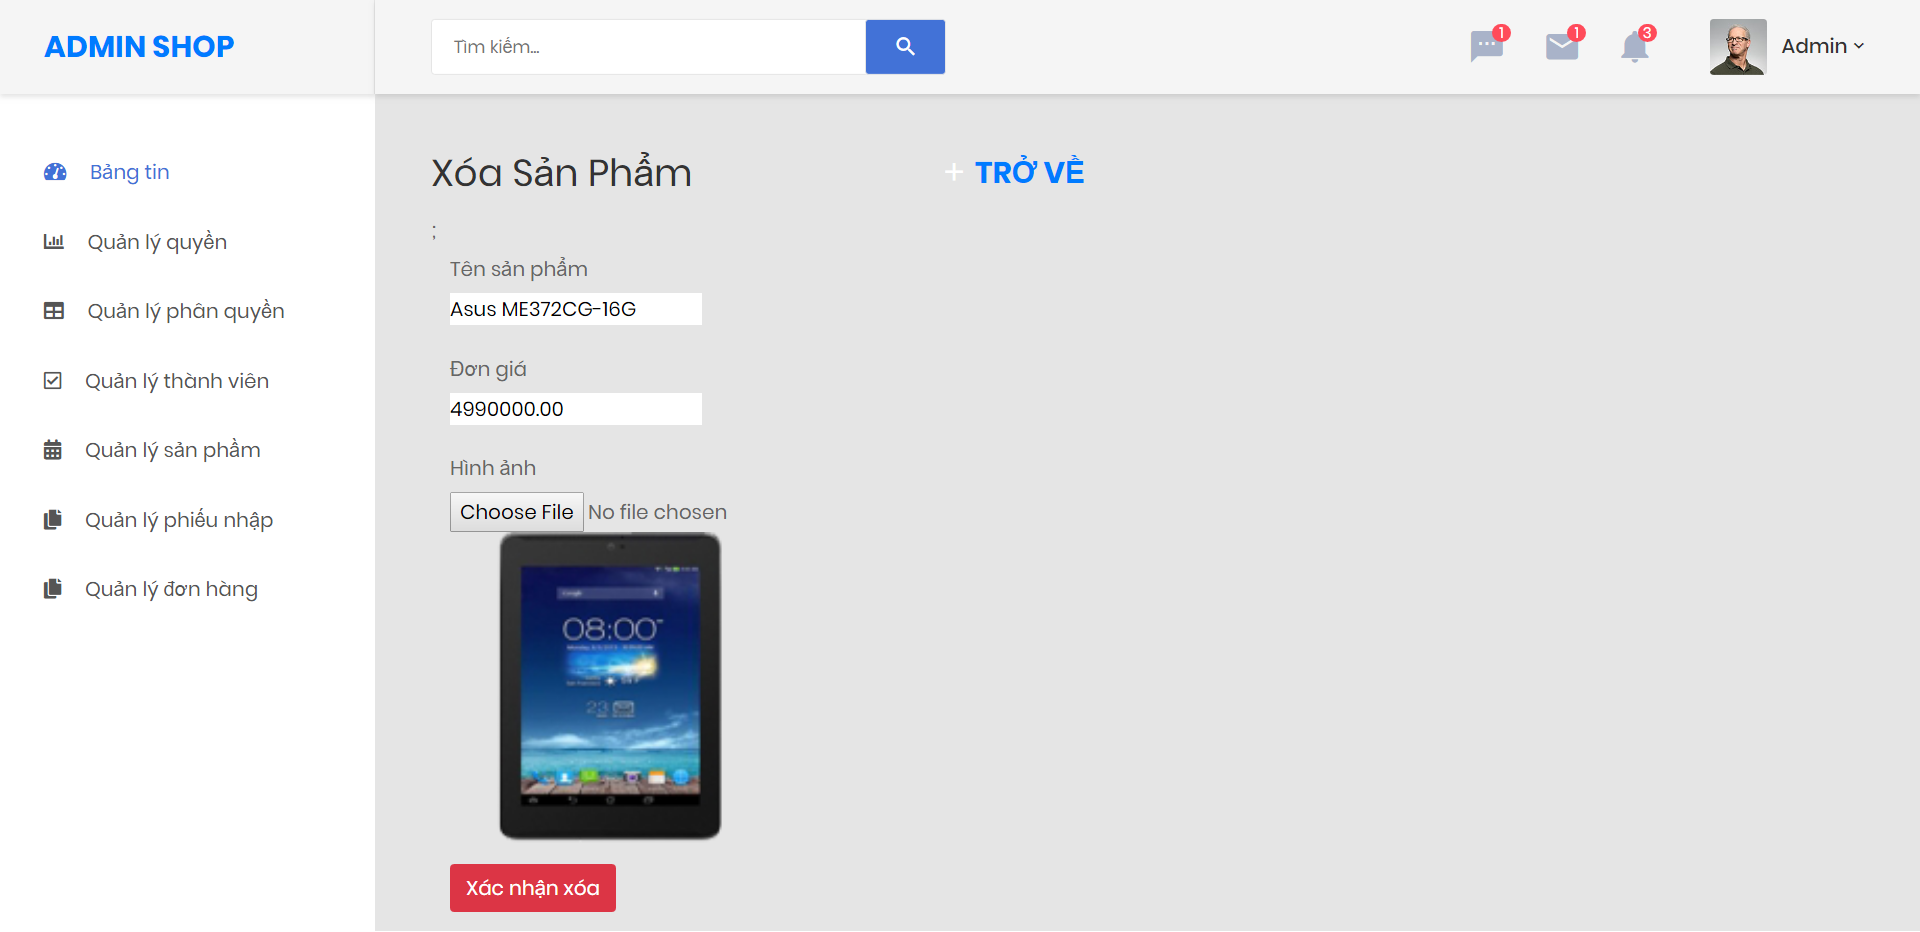 ADMIN SHOP
Tìm kiếm...
1
1
3
Admin
Bảng tin
Quản lý quyền
Quản lý phân quyền
Quản lý thành viên
Quản lý sản phẩm
Quản lý phiếu nhập
Quản lý đơn hàng
Xóa Sản Phẩm
+ TRỞ VỀ
;
Tên sản phẩm
Asus ME372CG-16G
Đơn giá
4990000.00
Hình ảnh
Choose File No file chosen
Google
08:00
23
Xác nhận xóa